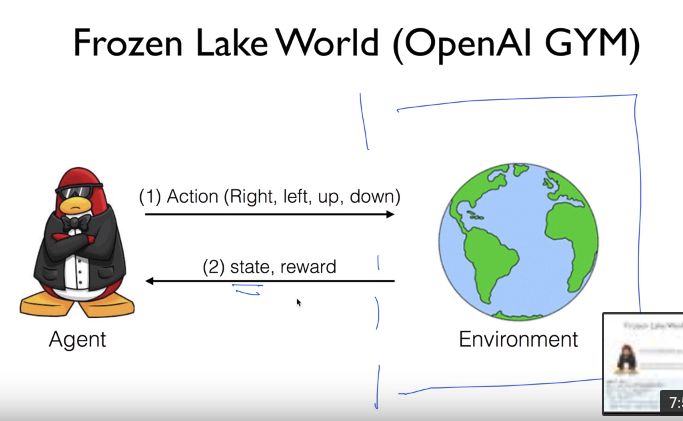 Frozen Lake World (OpenAI GYM)
(1) Action (Right, left, up, down)
(2) state, reward
Agent
Environment
Frozen Lake World